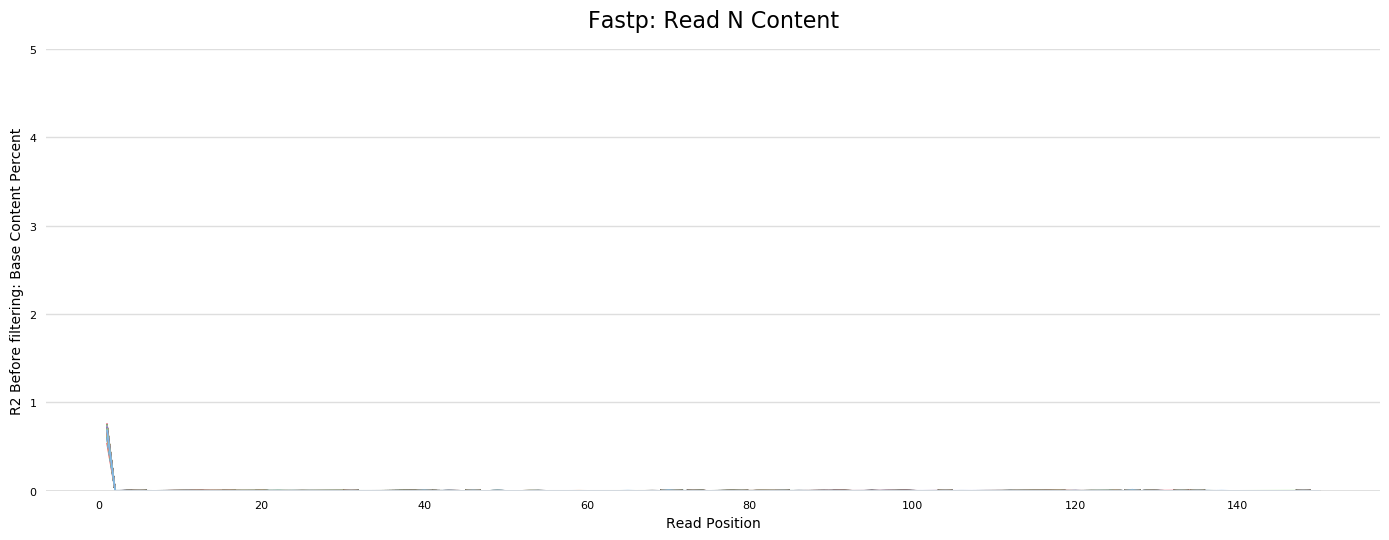 Fastp: Read N Content
R2 Before filtering: Base Content Percent
5
4
3
2
1
0
0 20 40 60 80 100 120 140
Read Position